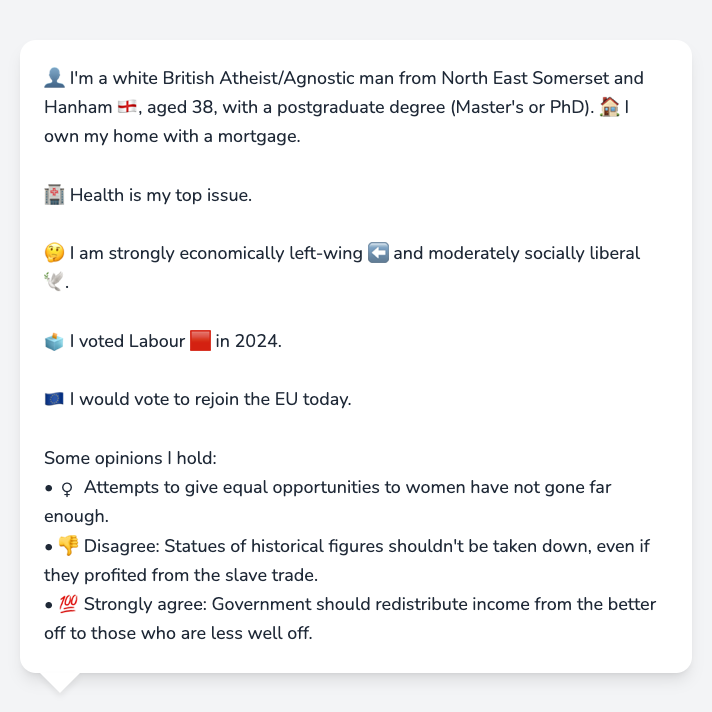 👤 I'm a white British Atheist/Agnostic man from North East Somerset and
Hanham 🏴󠁧󠁢󠁥󠁮󠁧󠁿, aged 38, with a postgraduate degree (Master's or PhD). 🏠 I
own my home with a mortgage.
🏥 Health is my top issue.
🤔 I am strongly economically left-wing ⬅️ and moderately socially liberal
🕊️.
🗳️ I voted Labour 🟥 in 2024.
🇪🇺 I would vote to rejoin the EU today.
Some opinions I hold:
• ♀ Attempts to give equal opportunities to women have not gone far
enough.
• 👎 Disagree: Statues of historical figures shouldn't be taken down, even if
they profited from the slave trade.
• 💯 Strongly agree: Government should redistribute income from the better
off to those who are less well off.